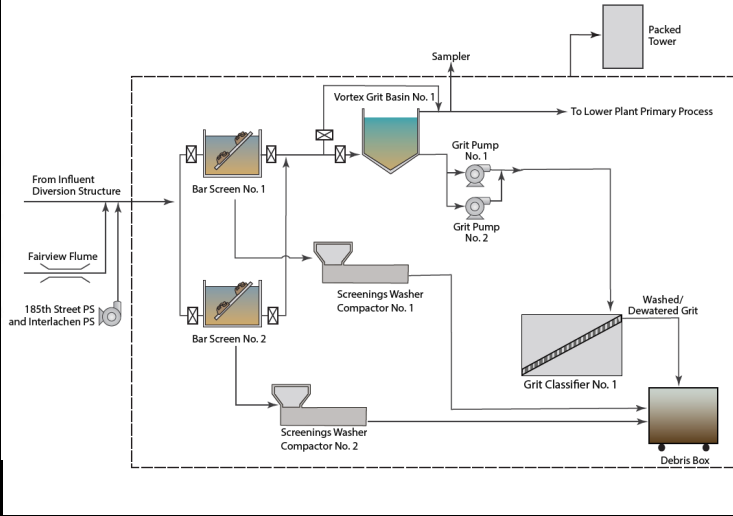 Packed
Tower
Sampler
Vortex Grit Basin No. 1
To Lower Plant Primary Process
Grit Pump
No. 1
From Influent
Diversion Structure
Bar Screen No. 1
Grit Pump
No. 2
Fairview Flume
Screenings Washer
Compactor No. 1
Washed/
Dewatered Grit
185th Street PS
and Interlachen PS
Bar Screen No. 2
Grit Classifier No. 1
Screenings Washer
Compactor No. 2
Debris Box